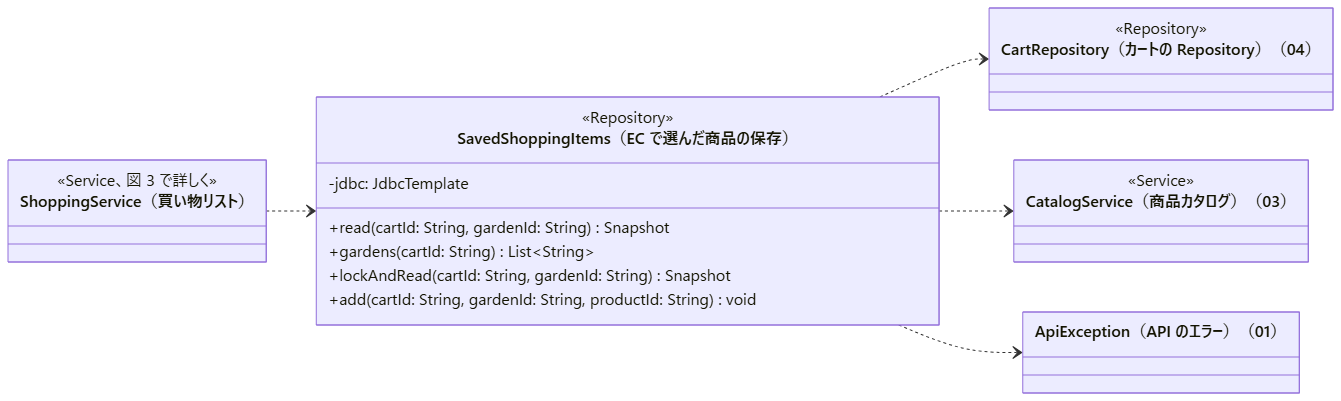 «Service、図 3 で詳しく»
ShoppingService（買い物リスト）
«Repository»
SavedShoppingItems（EC で選んだ商品の保存）
-jdbc: JdbcTemplate
+read(cartId: String, gardenId: String) : Snapshot
+gardens(cartId: String) : List<String>
+lockAndRead(cartId: String, gardenId: String) : Snapshot
+add(cartId: String, gardenId: String, productId: String) : void
«Repository»
CartRepository（カートの Repository）（04）
«Service»
CatalogService（商品カタログ）（03）
ApiException（API のエラー）（01）